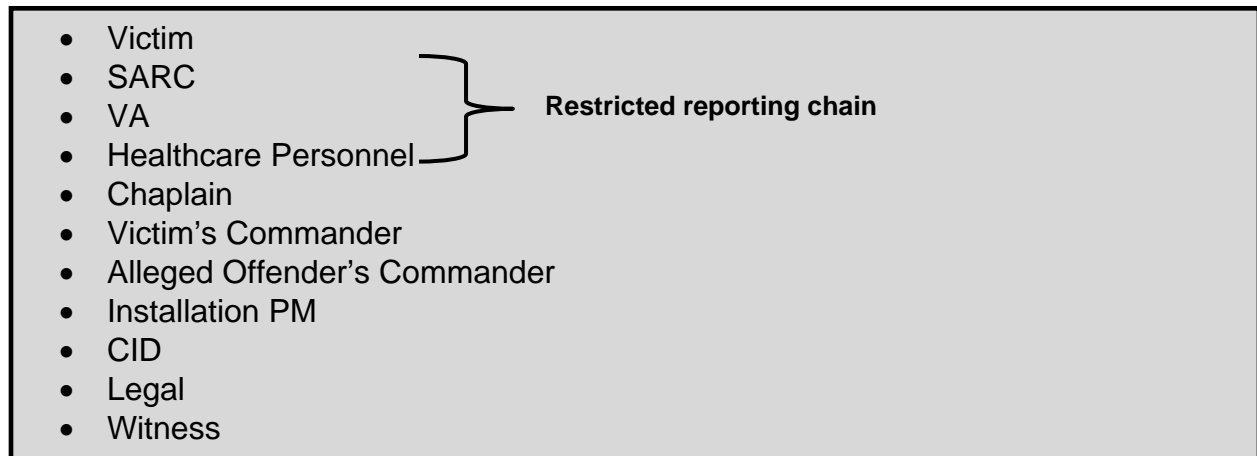 • Victim
• SARC
• VA
Restricted reporting chain
• Healthcare Personnel
• Chaplain
• Victim’s Commander
• Alleged Offender’s Commander
• Installation PM
• CID
• Legal
• Witness